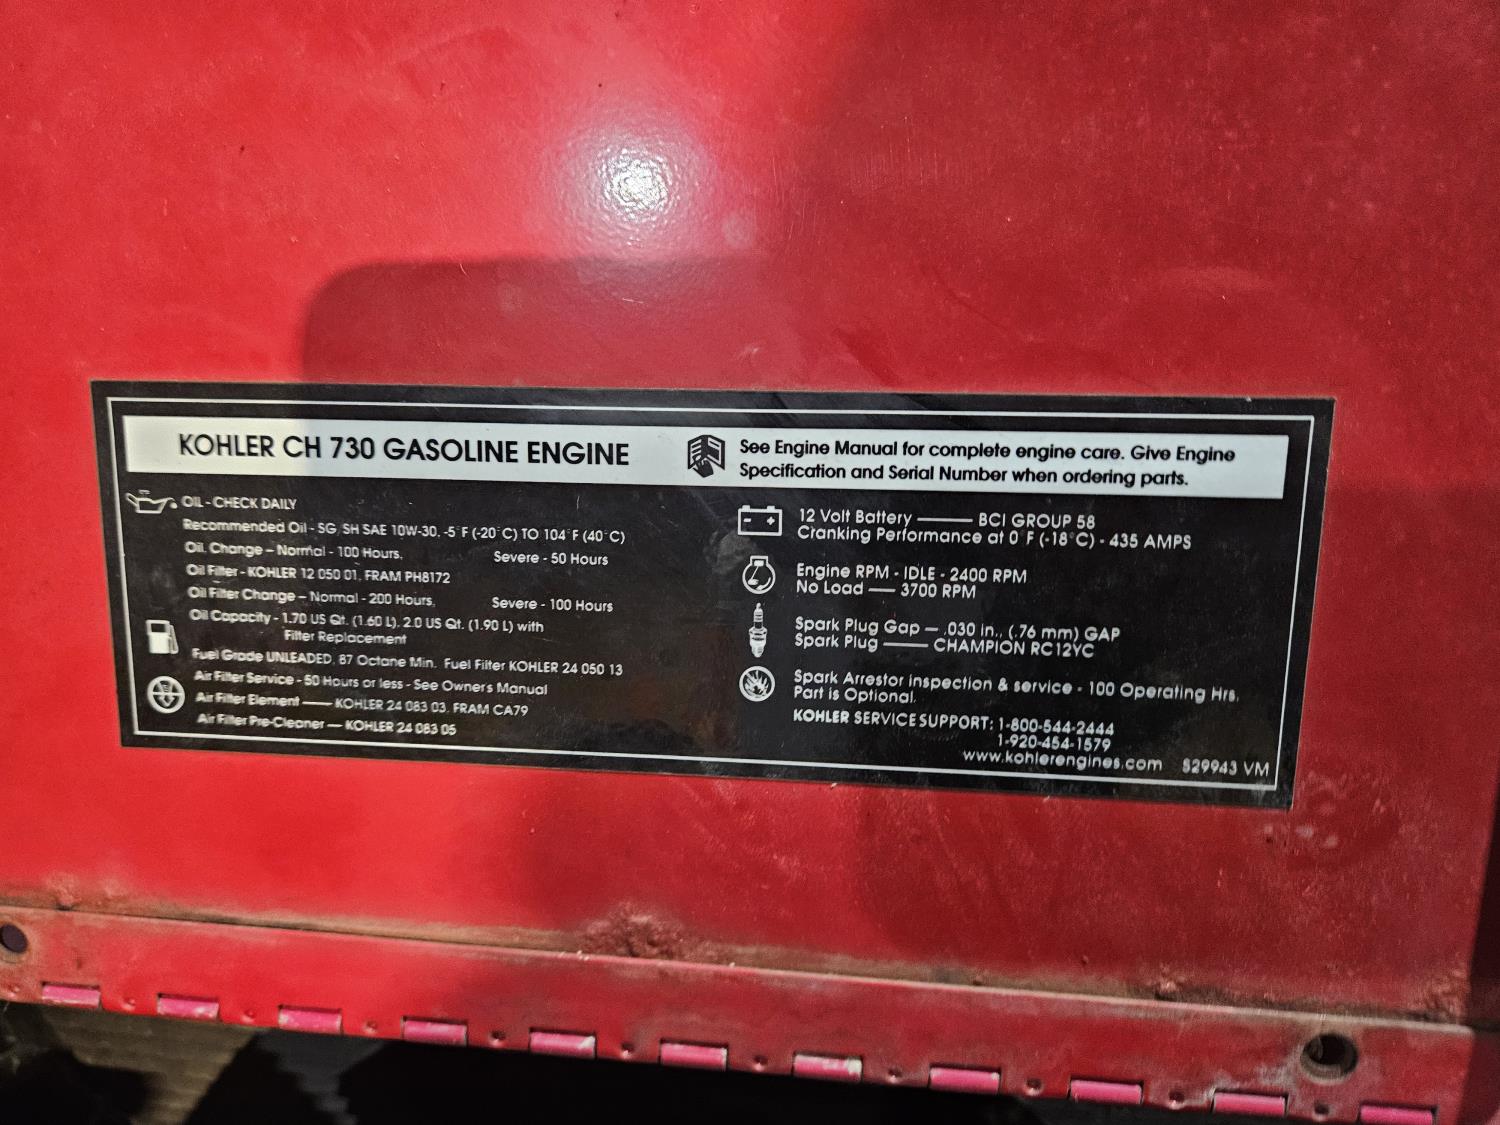 KOHLER CH 730 GASOLINE ENGINE
See Engine Manual for complete engine care. Give Engine
Specification and Serial Number when ordering parts.
OIL - CHECK DAILY
Recommended Oil - SG, SH SAE 10W-30, -5°F (-20°C) TO 104°F (40°C)
Oil Change – Normal - 100 Hours, Severe - 50 Hours
Oil Filter - KOHLER 12 050 01, FRAM PH8172
Oil Filter Change – Normal - 200 Hours, Severe - 100 Hours
Oil Capacity - 1.70 US Qt. (1.60 L), 2.0 US Qt. (1.90 L) with
Filter Replacement
Fuel Grade UNLEADED, 87 Octane Min. Fuel Filter KOHLER 24 050 13
Air Filter Service - 50 Hours or less - See Owners Manual
Air Filter Element —— KOHLER 24 083 03, FRAM CA79
Air Filter Pre-Cleaner — KOHLER 24 083 05
12 Volt Battery ——— BCI GROUP 58
Cranking Performance at 0°F (-18°C) - 435 AMPS
Engine RPM - IDLE - 2400 RPM
No Load —— 3700 RPM
Spark Plug Gap — .030 in., (.76 mm) GAP
Spark Plug —— CHAMPION RC12YC
Spark Arrestor inspection & service - 100 Operating Hrs.
Part is Optional.
KOHLER SERVICE SUPPORT: 1-800-544-2444
1-920-454-1579
www.kohlerengines.com S29943 VM